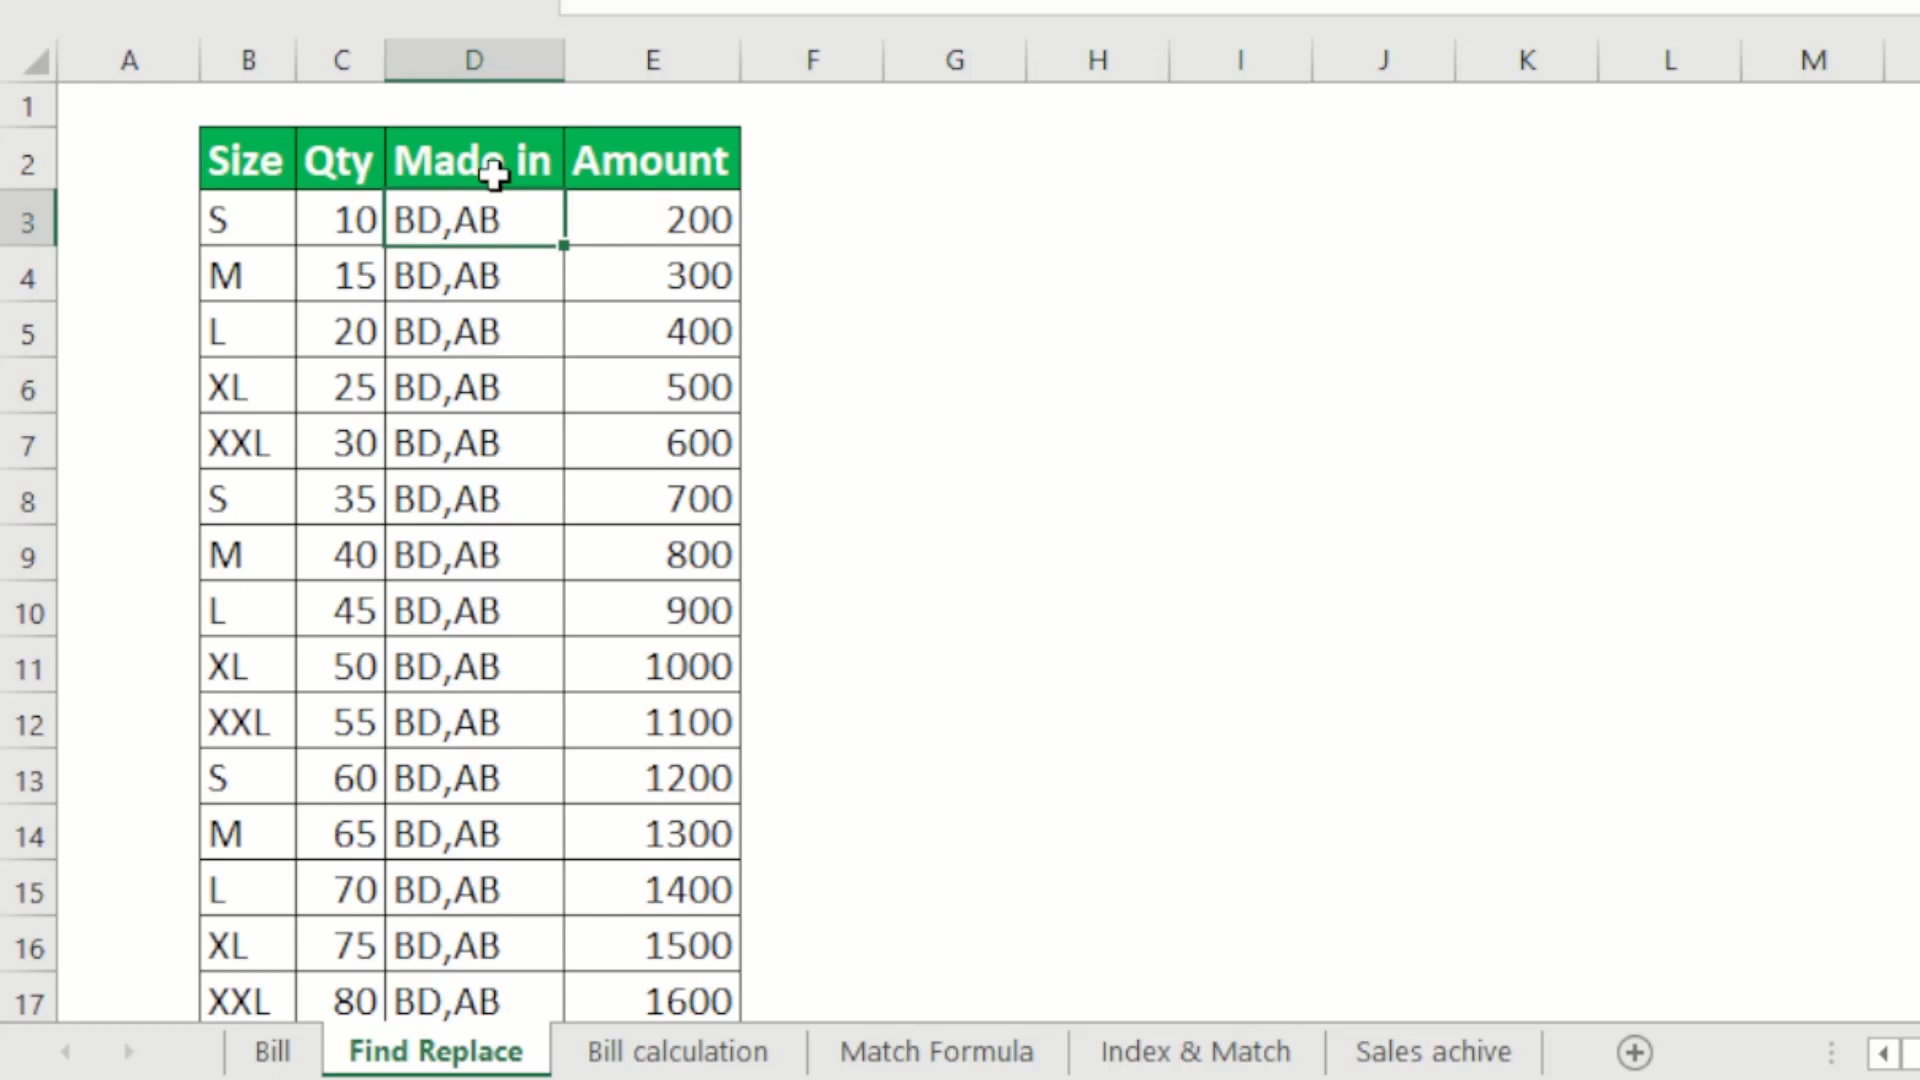 A B C D E F G H I J K L M
1
2 Size Qty Made in Amount
3 S 10 BD,AB 200
4 M 15 BD,AB 300
5 L 20 BD,AB 400
6 XL 25 BD,AB 500
7 XXL 30 BD,AB 600
8 S 35 BD,AB 700
9 M 40 BD,AB 800
10 L 45 BD,AB 900
11 XL 50 BD,AB 1000
12 XXL 55 BD,AB 1100
13 S 60 BD,AB 1200
14 M 65 BD,AB 1300
15 L 70 BD,AB 1400
16 XL 75 BD,AB 1500
17 XXL 80 BD,AB 1600
Bill Find Replace Bill calculation Match Formula Index & Match Sales achive